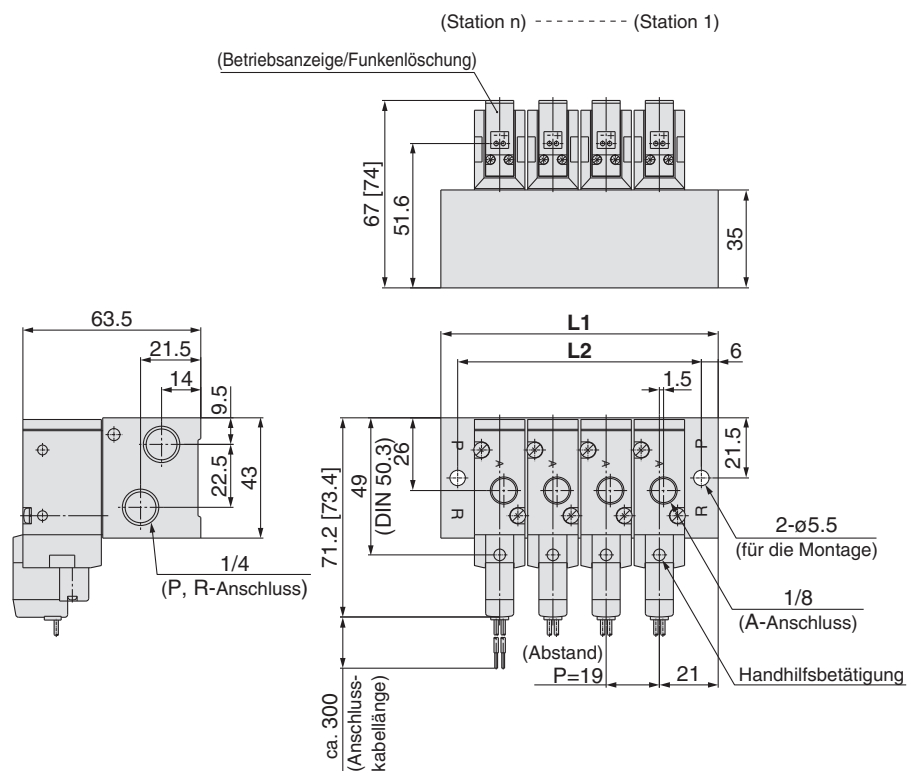 (Station n) ---------- (Station 1)
(Betriebsanzeige/Funkenlöschung)
67 [74]
51.6
35
63.5
21.5
14
9.5
22.5
43
1/4
(P, R-Anschluss)
L1
L2
6
1.5
71.2 [73.4]
49
(DIN 50.3)
26
P
R
A
A
A
A
P
R
21.5
2-ø5.5
(für die Montage)
1/8
(A-Anschluss)
Handhilfsbetätigung
(Abstand)
P=19
21
ca. 300
(Anschluss-
kabellänge)